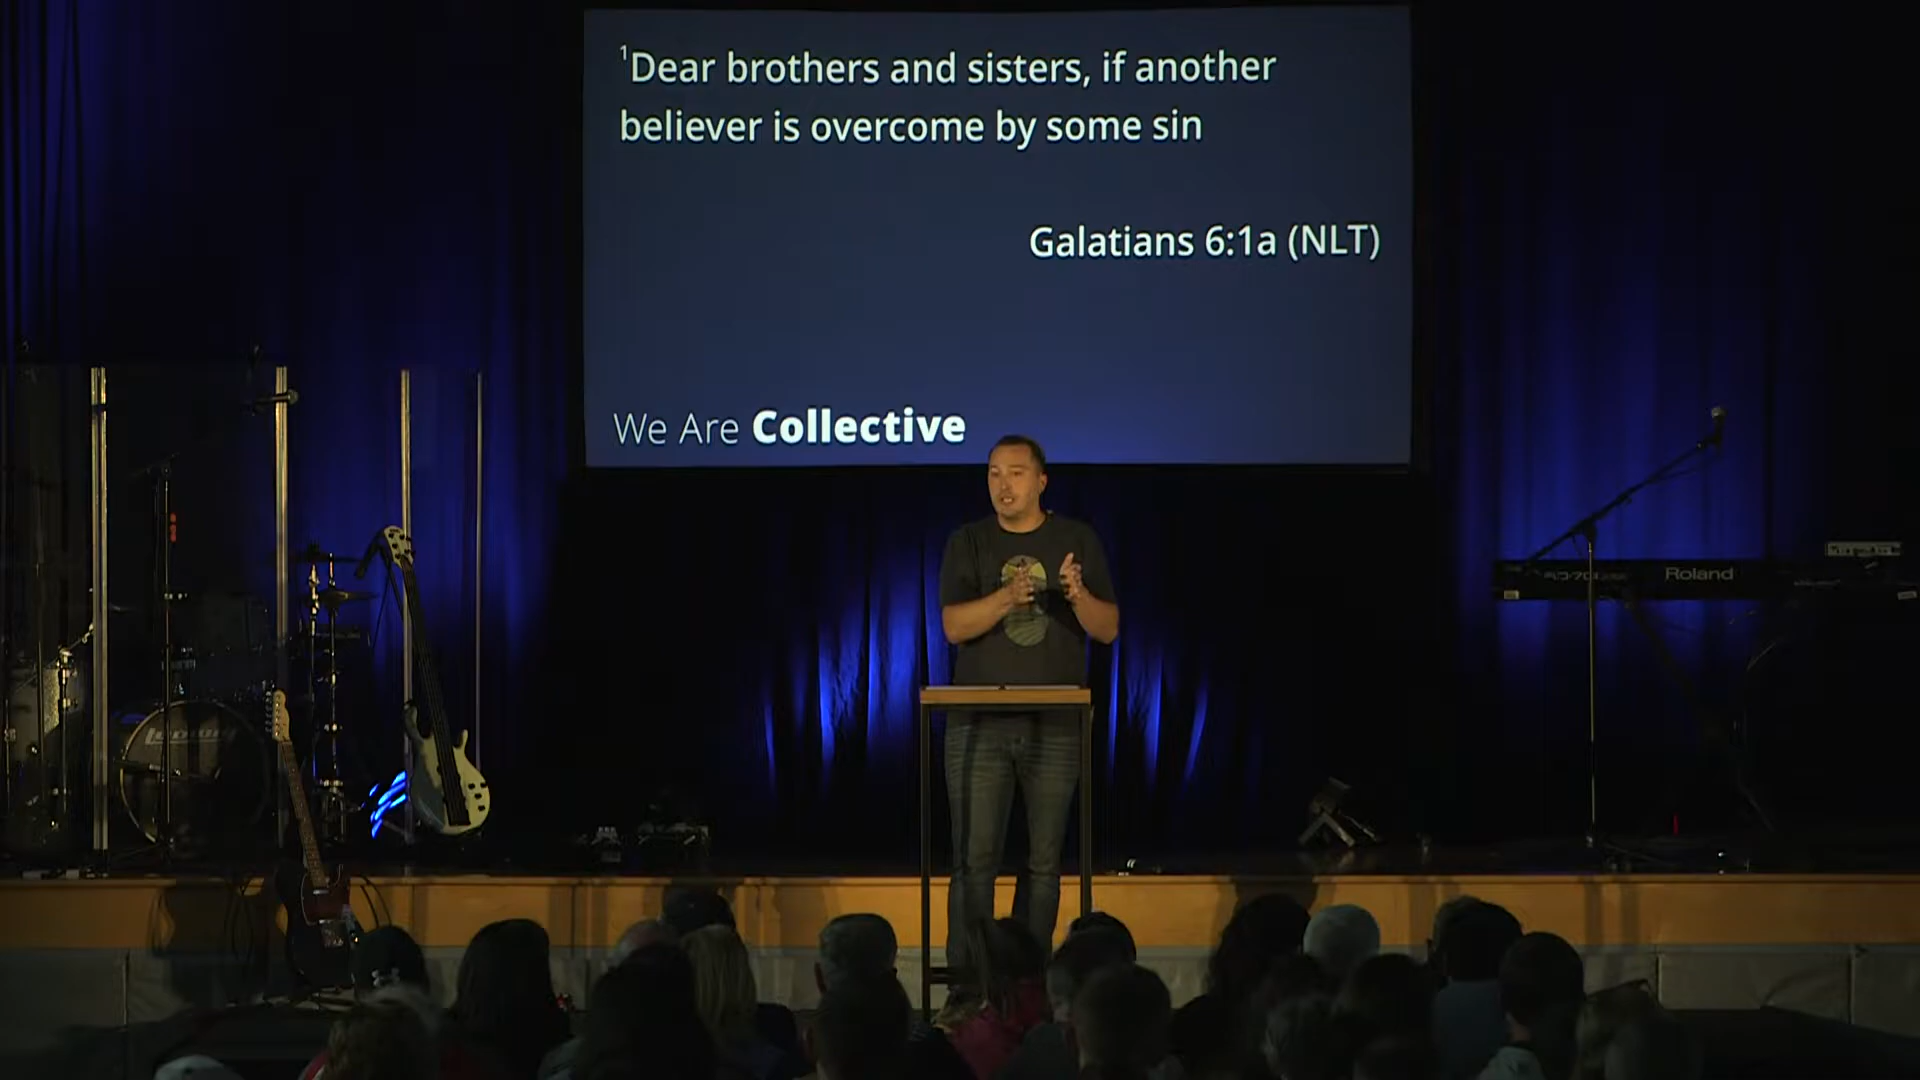 ¹Dear brothers and sisters, if another
believer is overcome by some sin
Galatians 6:1a (NLT)
We Are Collective
Roland
Ludwig